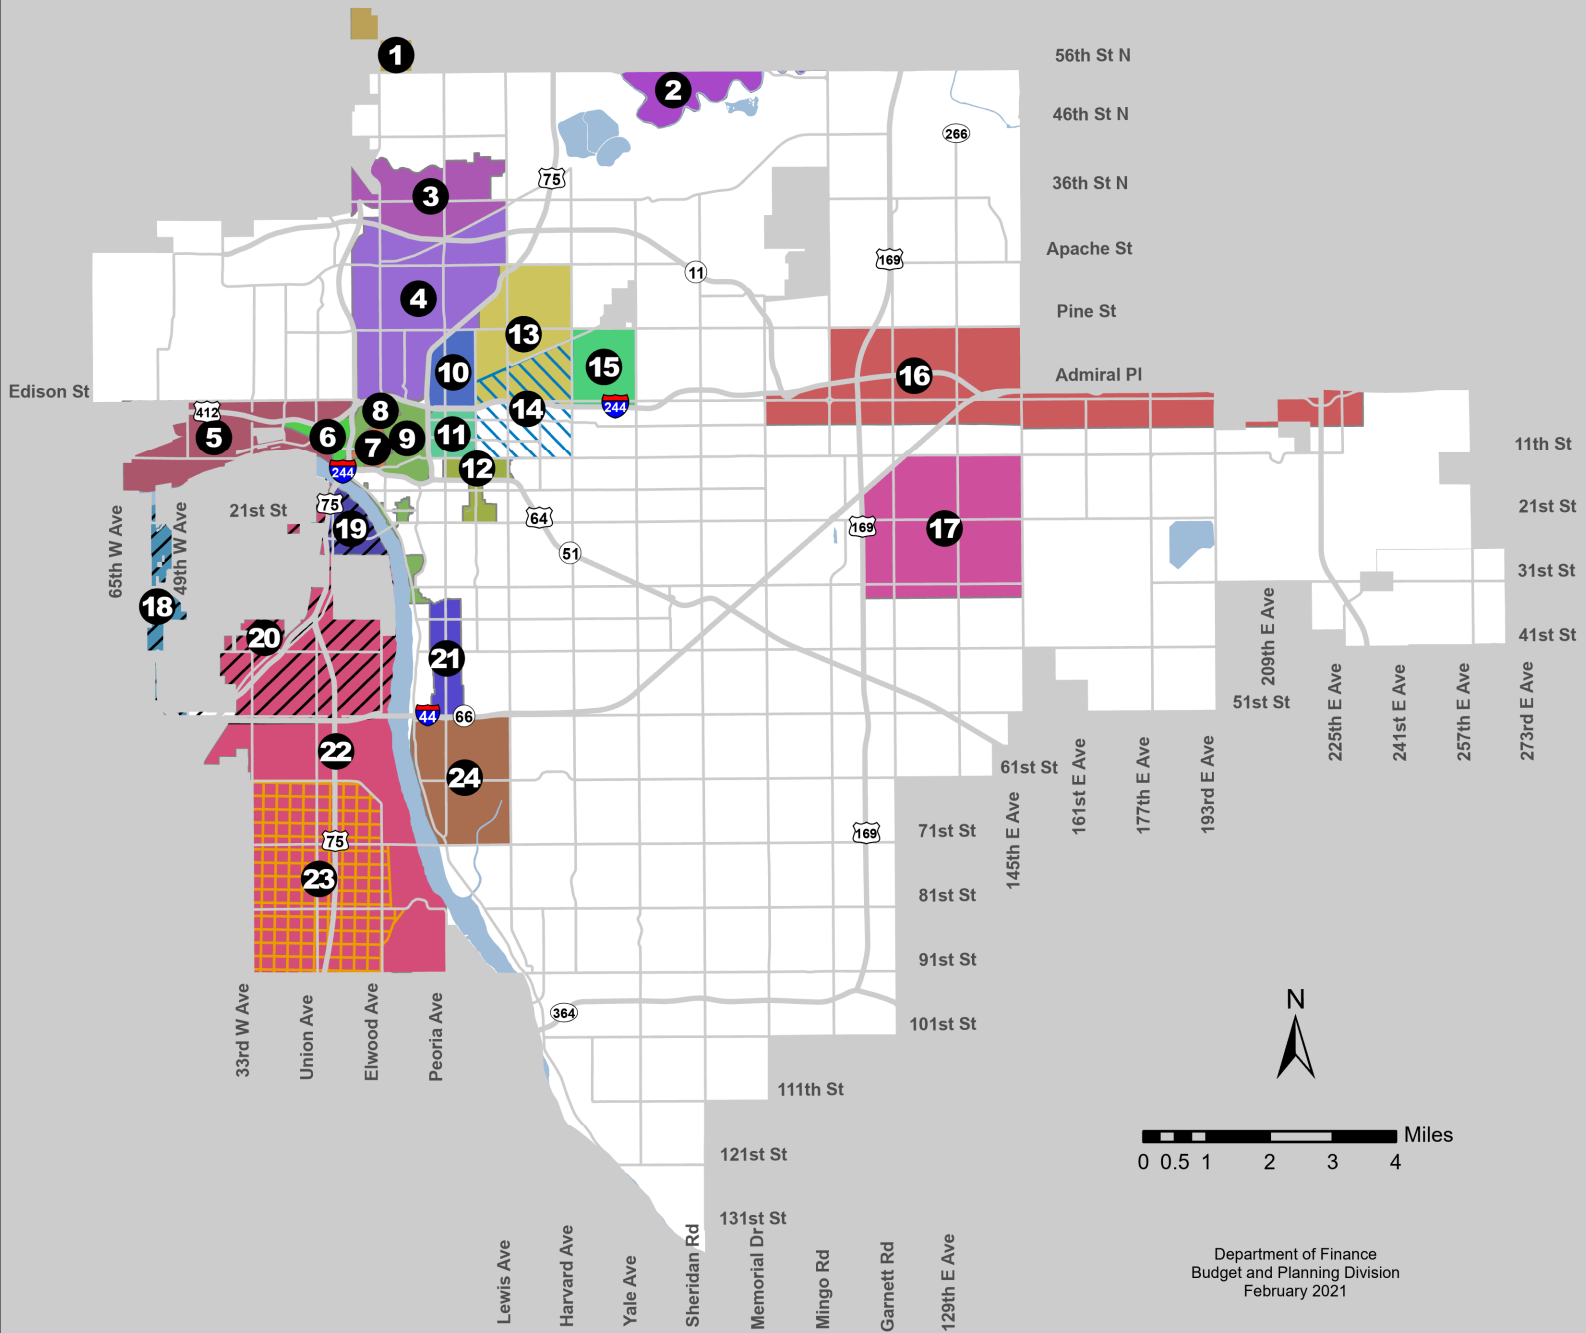 1
56th St N
2
46th St N
266
75
36th St N
3
Apache St
169
11
4
Pine St
13
15
10
16
Admiral Pl
Edison St
14
244
8
412
5
6
7
9
11
11th St
12
244
75
21st St
21st St
64
19
169
17
51
65th W Ave
49th W Ave
31st St
18
20
41st St
209th E Ave
21
51st St
44
66
225th E Ave
241st E Ave
257th E Ave
273rd E Ave
22
24
61st St
161st E Ave
177th E Ave
193rd E Ave
75
169
71st St
145th E Ave
23
81st St
91st St
33rd W Ave
Union Ave
Elwood Ave
Peoria Ave
364
101st St
N
111th St
Miles
0 0.5 1 2 3 4
121st St
131st St
Lewis Ave
Harvard Ave
Yale Ave
Sheridan Rd
Memorial Dr
Mingo Rd
Garnett Rd
129th E Ave
Department of Finance
Budget and Planning Division
February 2021